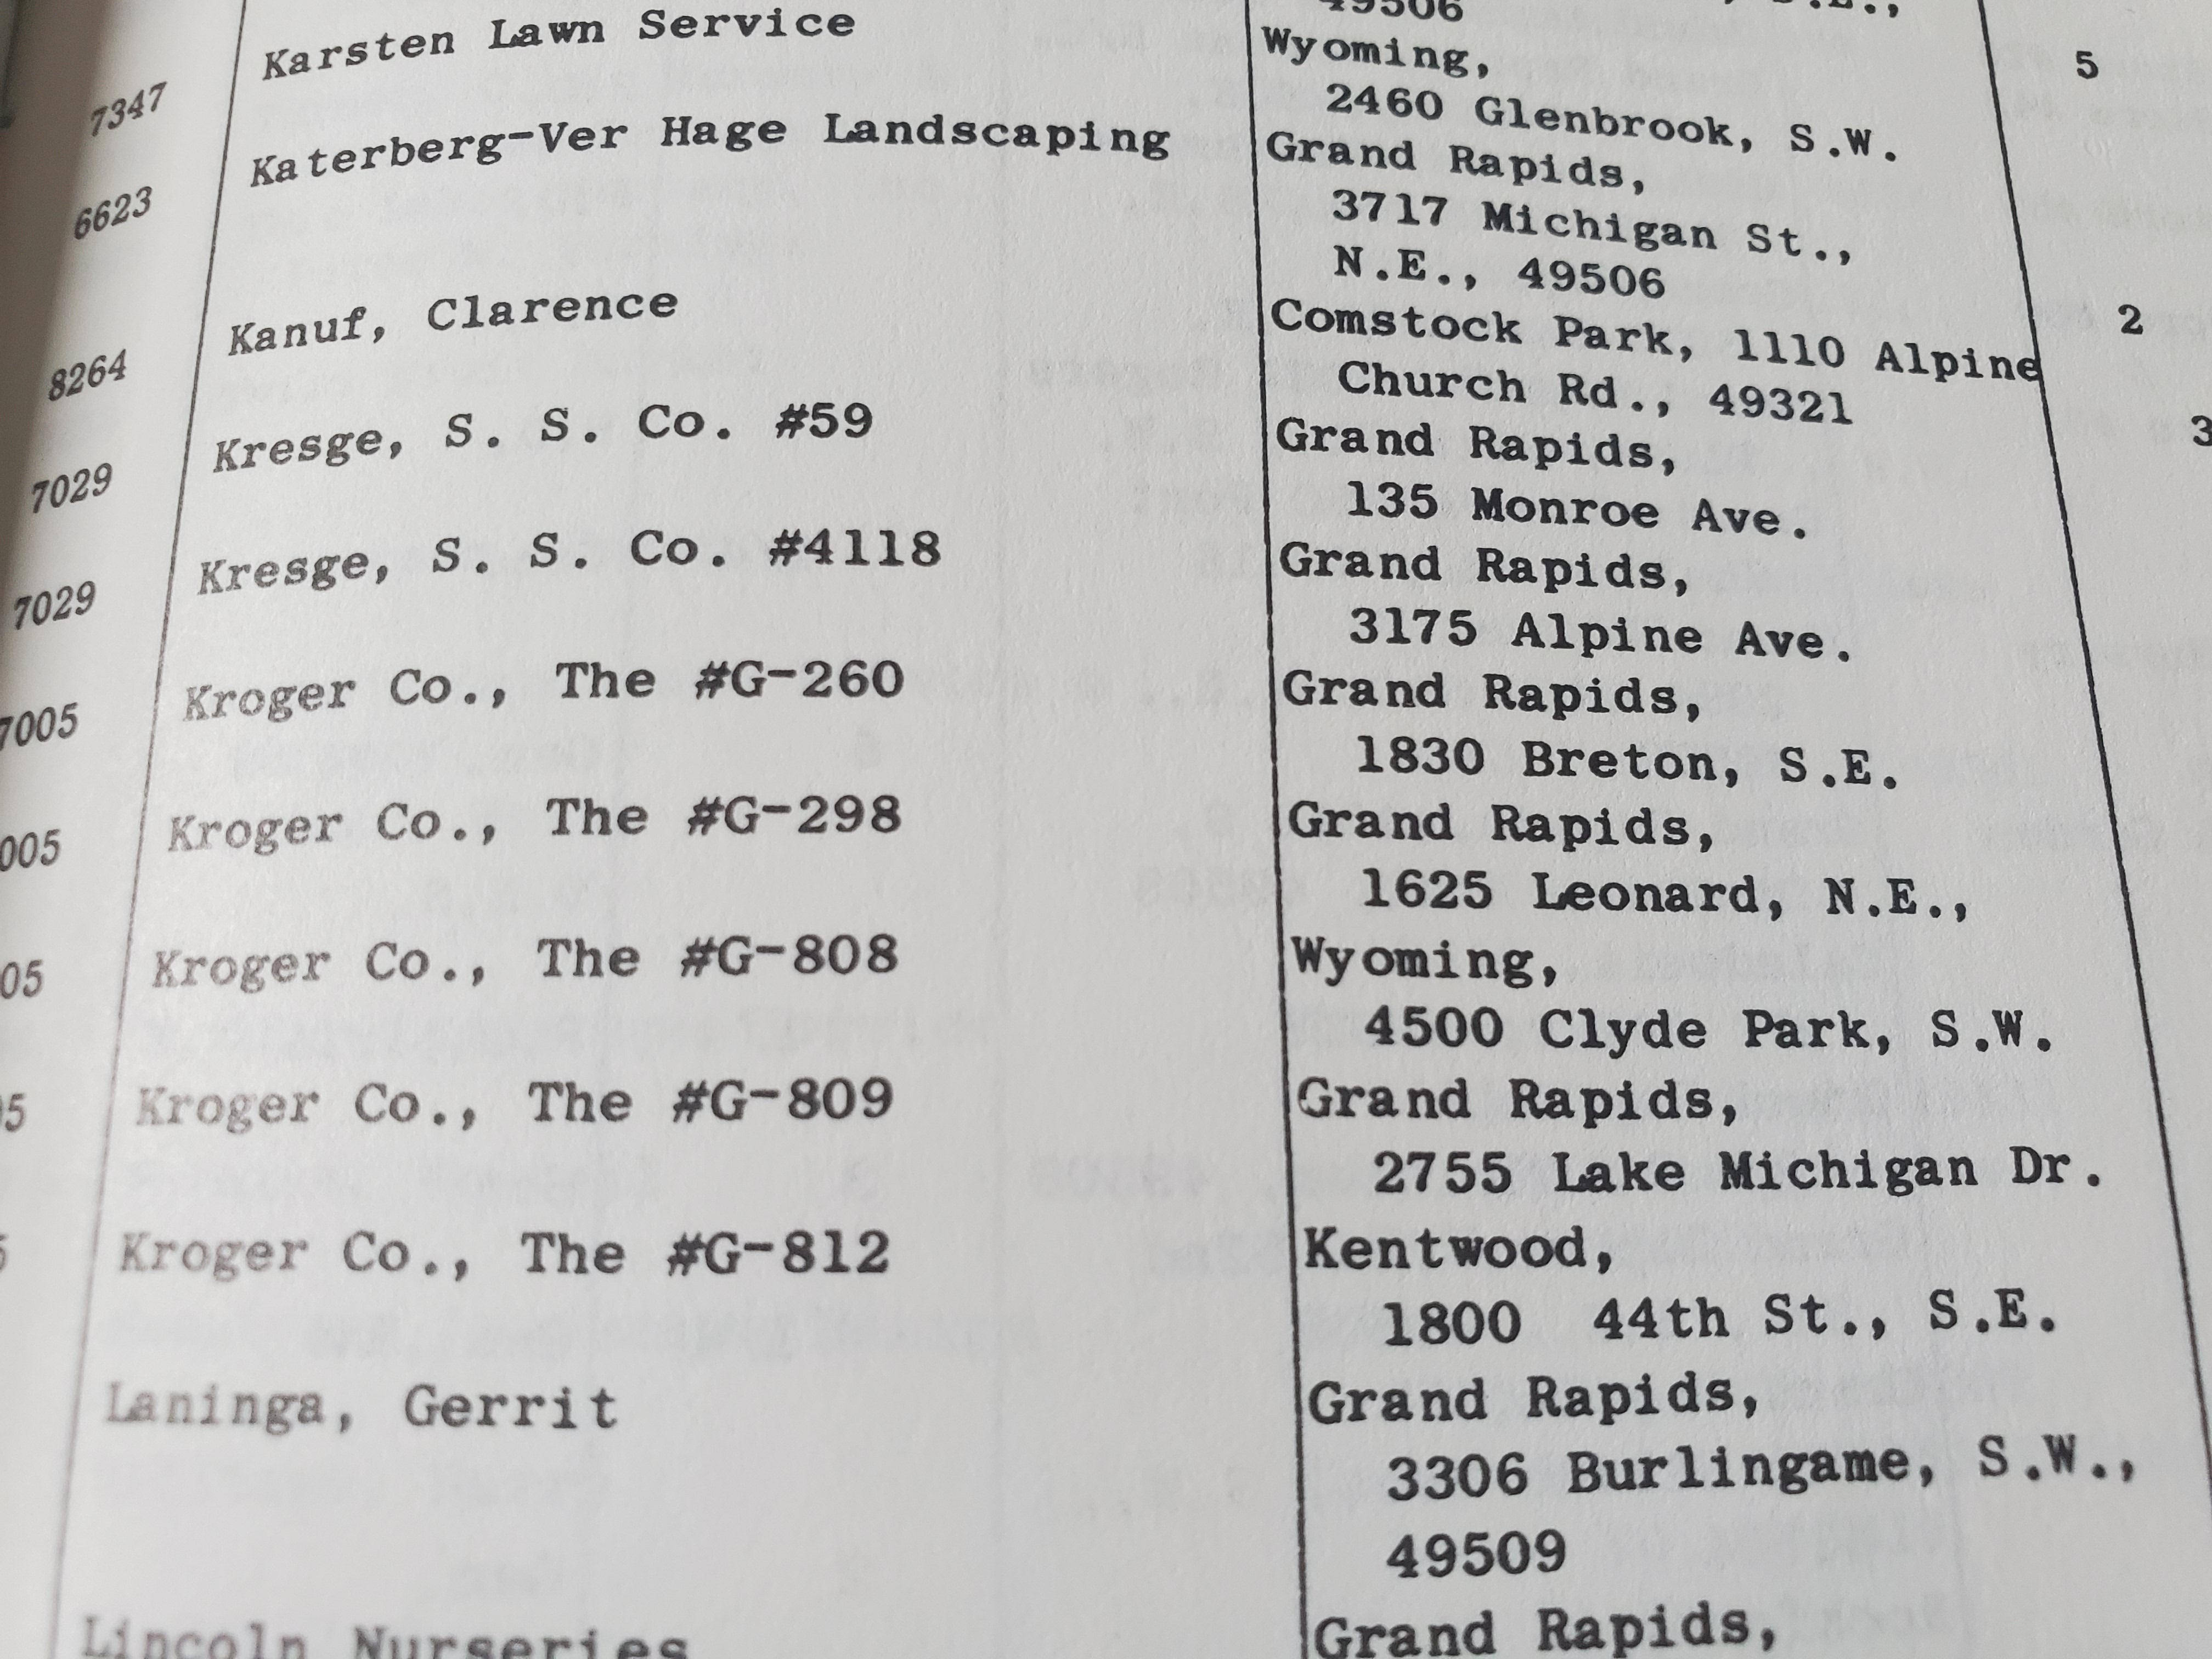 49506
7347 Karsten Lawn Service Wyoming, 5
2460 Glenbrook, S.W.
6623 Katerberg-Ver Hage Landscaping Grand Rapids,
3717 Michigan St.,
N.E., 49506
8264 Kanuf, Clarence Comstock Park, 1110 Alpine 2
Church Rd., 49321
7029 Kresge, S. S. Co. #59 Grand Rapids, 3
135 Monroe Ave.
7029 Kresge, S. S. Co. #4118 Grand Rapids,
3175 Alpine Ave.
7005 Kroger Co., The #G-260 Grand Rapids,
1830 Breton, S.E.
005 Kroger Co., The #G-298 Grand Rapids,
1625 Leonard, N.E.,
05 Kroger Co., The #G-808 Wyoming,
4500 Clyde Park, S.W.
5 Kroger Co., The #G-809 Grand Rapids,
2755 Lake Michigan Dr.
Kroger Co., The #G-812 Kentwood,
1800 44th St., S.E.
Laninga, Gerrit Grand Rapids,
3306 Burlingame, S.W.,
49509
Lincoln Nurseries Grand Rapids,